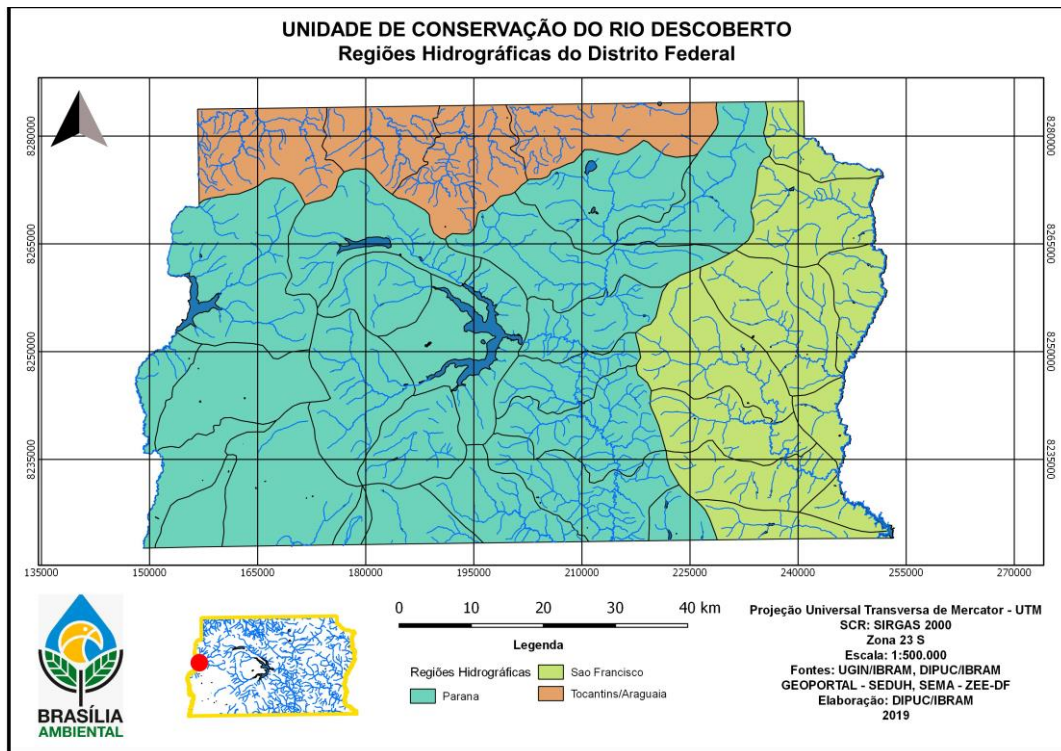 UNIDADE DE CONSERVAÇÃO DO RIO DESCOBERTO
Regiões Hidrográficas do Distrito Federal
8280000
8280000
8265000
8265000
8250000
8250000
8235000
8235000
135000
150000
165000
180000
195000
210000
225000
240000
255000
270000
0 10 20 30 40 km
Legenda
Regiões Hidrográficas
Sao Francisco
Parana
Tocantins/Araguaia
Projeção Universal Transversa de Mercator - UTM
SCR: SIRGAS 2000
Zona 23 S
Escala: 1:500.000
Fontes: UGIN/IBRAM, DIPUC/IBRAM
GEOPORTAL - SEDUH, SEMA - ZEE-DF
Elaboração: DIPUC/IBRAM
2019
BRASÍLIA
AMBIENTAL